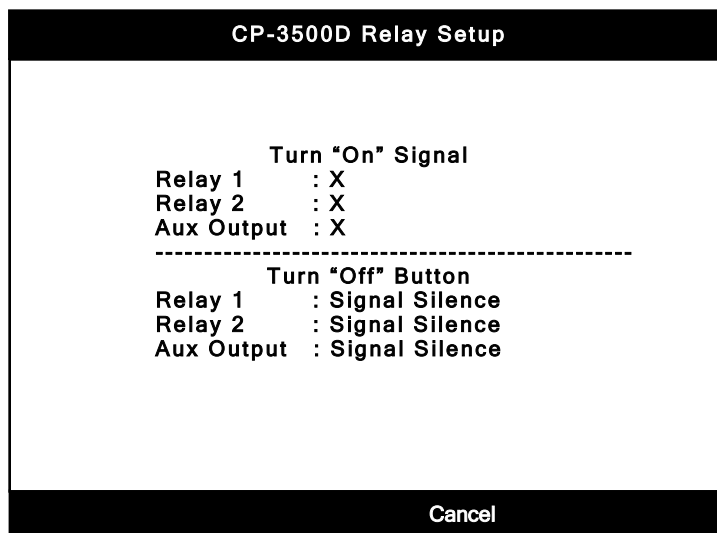 CP-3500D Relay Setup
Turn “On” Signal
Relay 1 : X
Relay 2 : X
Aux Output : X
-------------------------------------------------
Turn “Off” Button
Relay 1 : Signal Silence
Relay 2 : Signal Silence
Aux Output : Signal Silence
Cancel